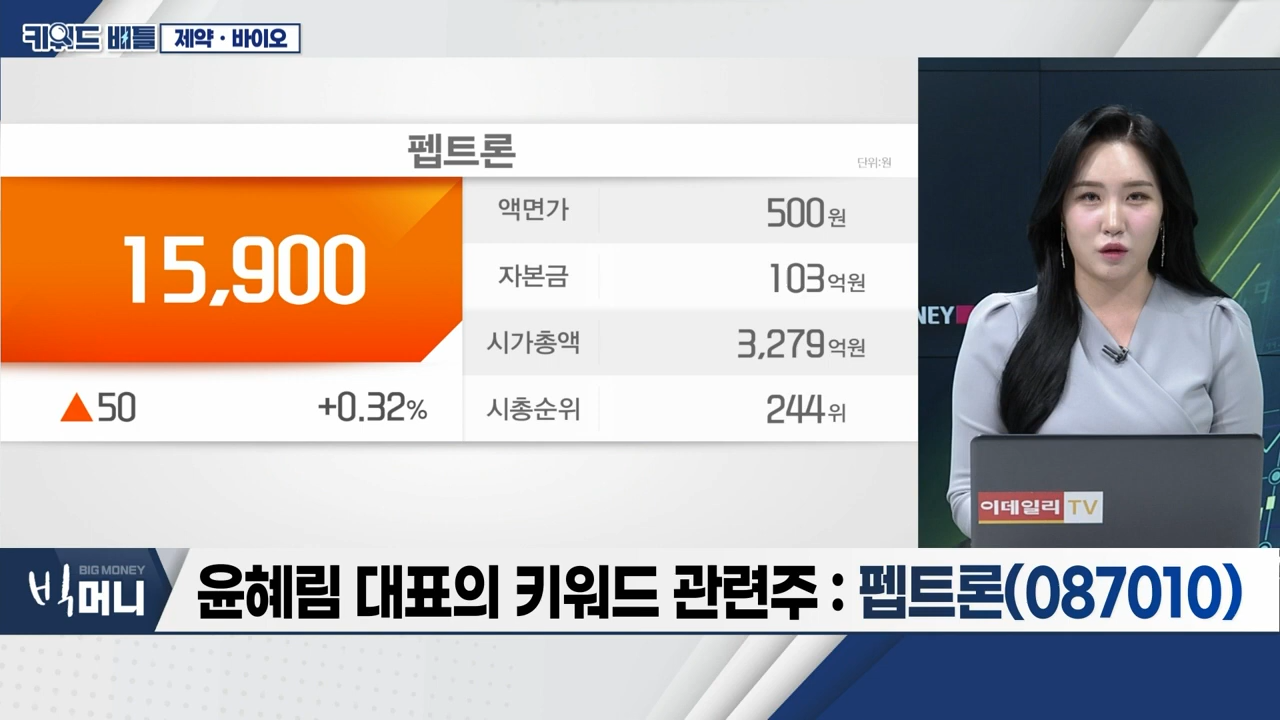 키워드 배틀 제약·바이오
펩트론
단위:원
15,900
▲50 +0.32%
액면가 500원
자본금 103억원
시가총액 3,279억원
시총순위 244위
NEY
이데일리 TV
BIG MONEY
빅머니
윤혜림 대표의 키워드 관련주 : 펩트론(087010)